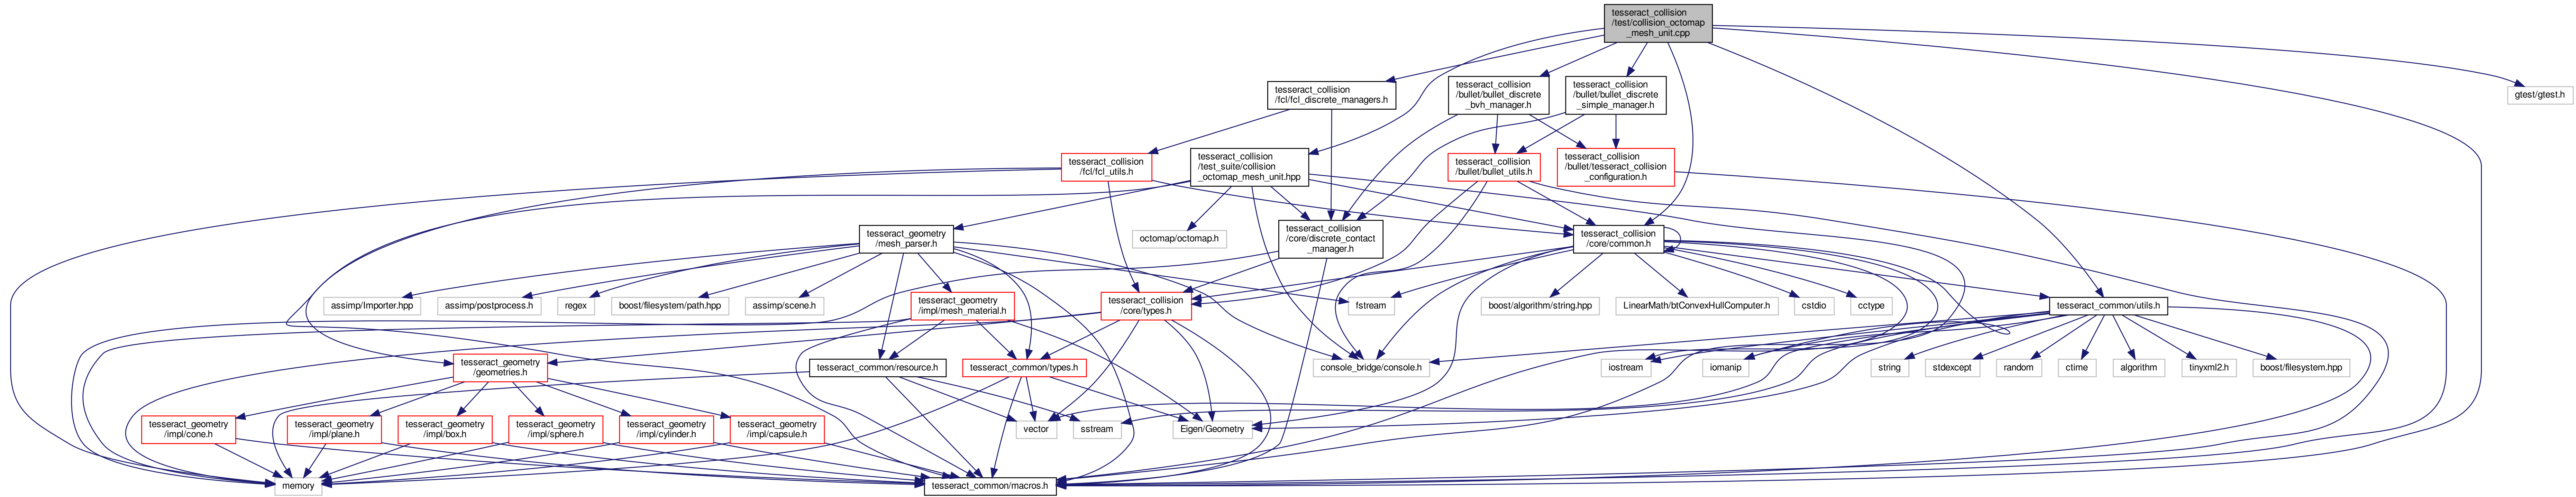 tesseract_collision
/test/collision_octomap
_mesh_unit.cpp
tesseract_collision
/fcl/fcl_discrete_managers.h
tesseract_collision
/bullet/bullet_discrete
_bvh_manager.h
tesseract_collision
/bullet/bullet_discrete
_simple_manager.h
gtest/gtest.h
tesseract_collision
/fcl/fcl_utils.h
tesseract_collision
/test_suite/collision
_octomap_mesh_unit.hpp
tesseract_collision
/bullet/bullet_utils.h
tesseract_collision
/bullet/tesseract_collision
_configuration.h
tesseract_geometry
/mesh_parser.h
octomap/octomap.h
tesseract_collision
/core/discrete_contact
_manager.h
tesseract_collision
/core/common.h
assimp/Importer.hpp
assimp/postprocess.h
regex
boost/filesystem/path.hpp
assimp/scene.h
tesseract_geometry
/impl/mesh_material.h
tesseract_collision
/core/types.h
fstream
boost/algorithm/string.hpp
LinearMath/btConvexHullComputer.h
cstdio
cctype
tesseract_common/utils.h
tesseract_geometry
/geometries.h
tesseract_common/resource.h
tesseract_common/types.h
console_bridge/console.h
iostream
iomanip
string
stdexcept
random
ctime
algorithm
tinyxml2.h
boost/filesystem.hpp
tesseract_geometry
/impl/cone.h
tesseract_geometry
/impl/plane.h
tesseract_geometry
/impl/box.h
tesseract_geometry
/impl/sphere.h
tesseract_geometry
/impl/cylinder.h
tesseract_geometry
/impl/capsule.h
vector
sstream
Eigen/Geometry
memory
tesseract_common/macros.h